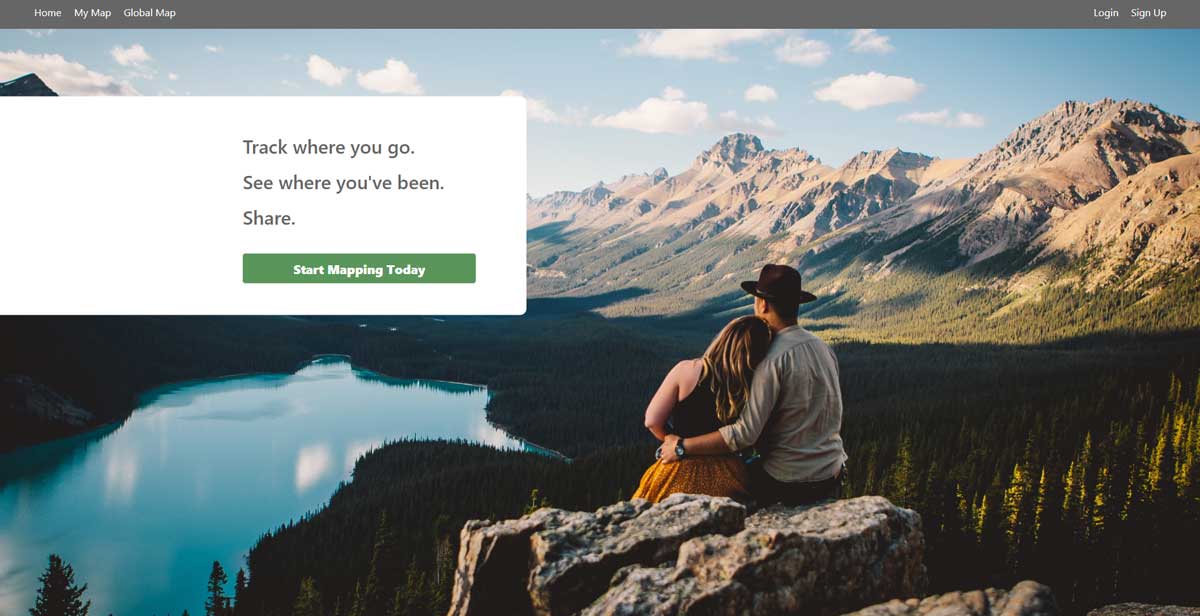 Home My Map Global Map Login Sign Up
Track where you go.
See where you've been.
Share.
Start Mapping Today